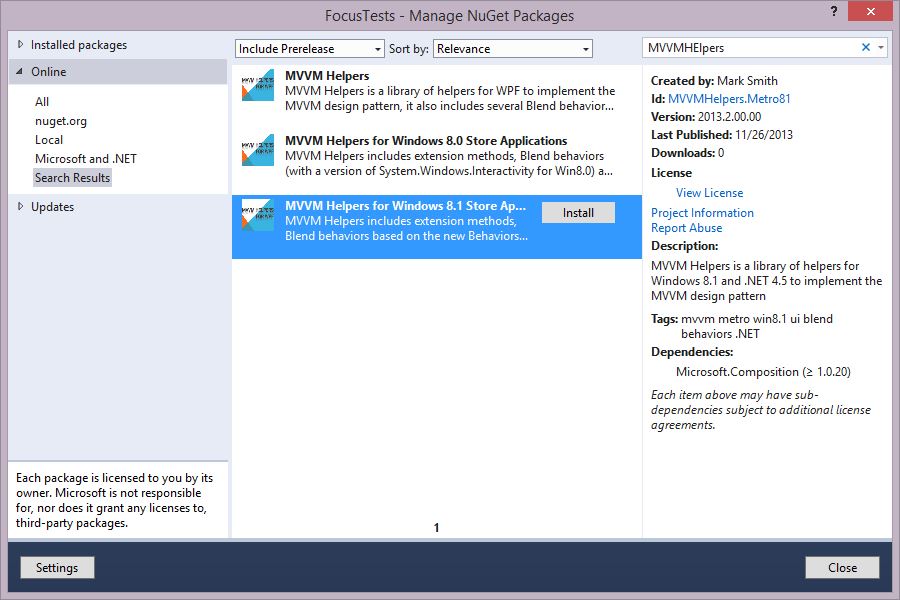 FocusTests - Manage NuGet Packages
?
Installed packages
Online
All
nuget.org
Local
Microsoft and .NET
Search Results
Updates
Each package is licensed to you by its
owner. Microsoft is not responsible
for, nor does it grant any licenses to,
third-party packages.
Include Prerelease
Sort by:
Relevance
MVVM Helpers
MVVM Helpers is a library of helpers for WPF to implement the
MVVM design pattern, it also includes several Blend behavior...
MVVM Helpers for Windows 8.0 Store Applications
MVVM Helpers includes extension methods, Blend behaviors
(with a version of System.Windows.Interactivity for Win8.0) a...
MVVM Helpers for Windows 8.1 Store Ap...
MVVM Helpers includes extension methods,
Blend behaviors based on the new Behaviors...
Install
1
MVVMHElpers
Created by: Mark Smith
Id: MVVMHelpers.Metro81
Version: 2013.2.00.00
Last Published: 11/26/2013
Downloads: 0
License
View License
Project Information
Report Abuse
Description:
MVVM Helpers is a library of helpers for
Windows 8.1 and .NET 4.5 to implement the
MVVM design pattern
Tags: mvvm metro win8.1 ui blend
behaviors .NET
Dependencies:
Microsoft.Composition (≥ 1.0.20)
Each item above may have sub-
dependencies subject to additional license
agreements.
Settings
Close